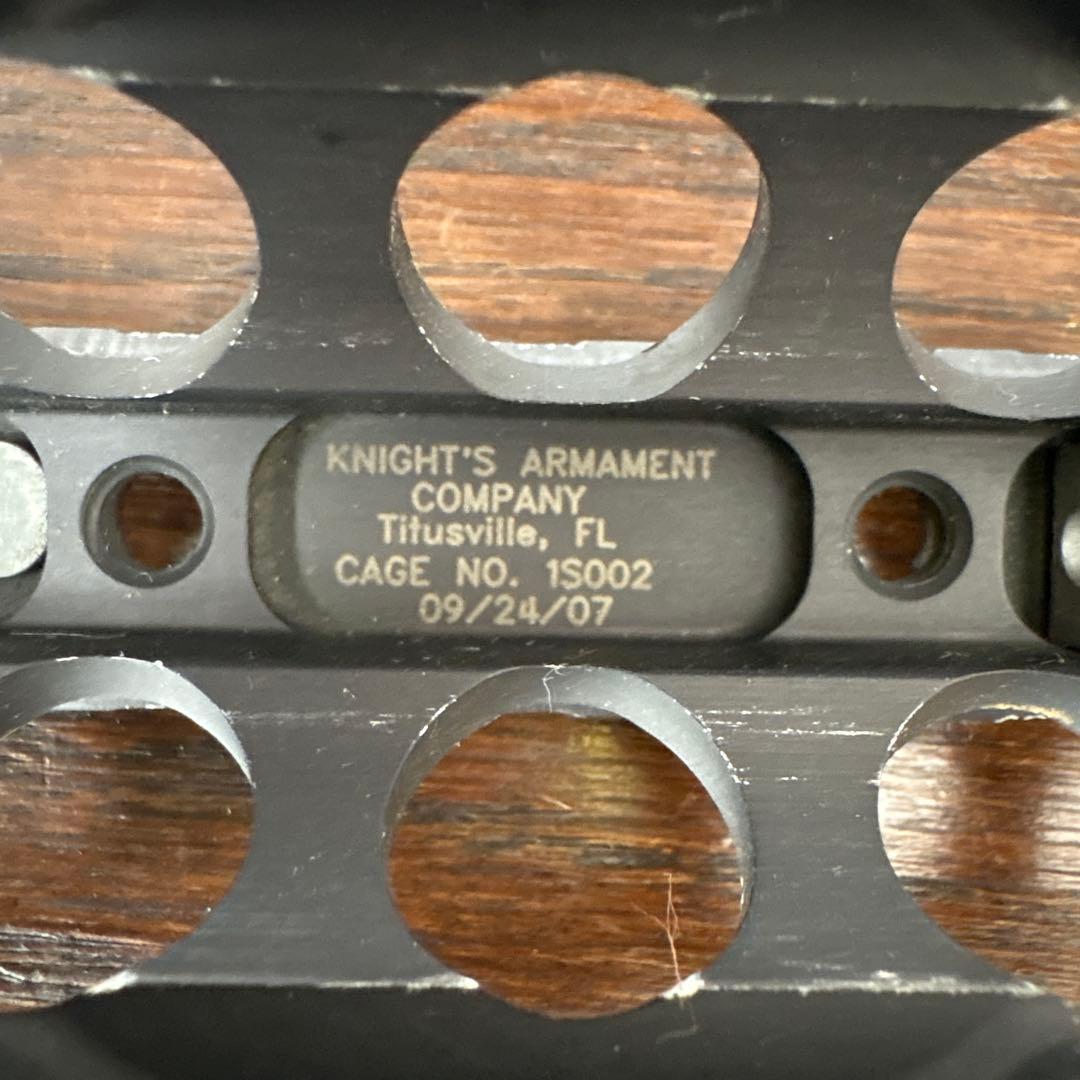 KNIGHT'S ARMAMENT
COMPANY
Titusville, FL
CAGE NO. 1S002
09/24/07